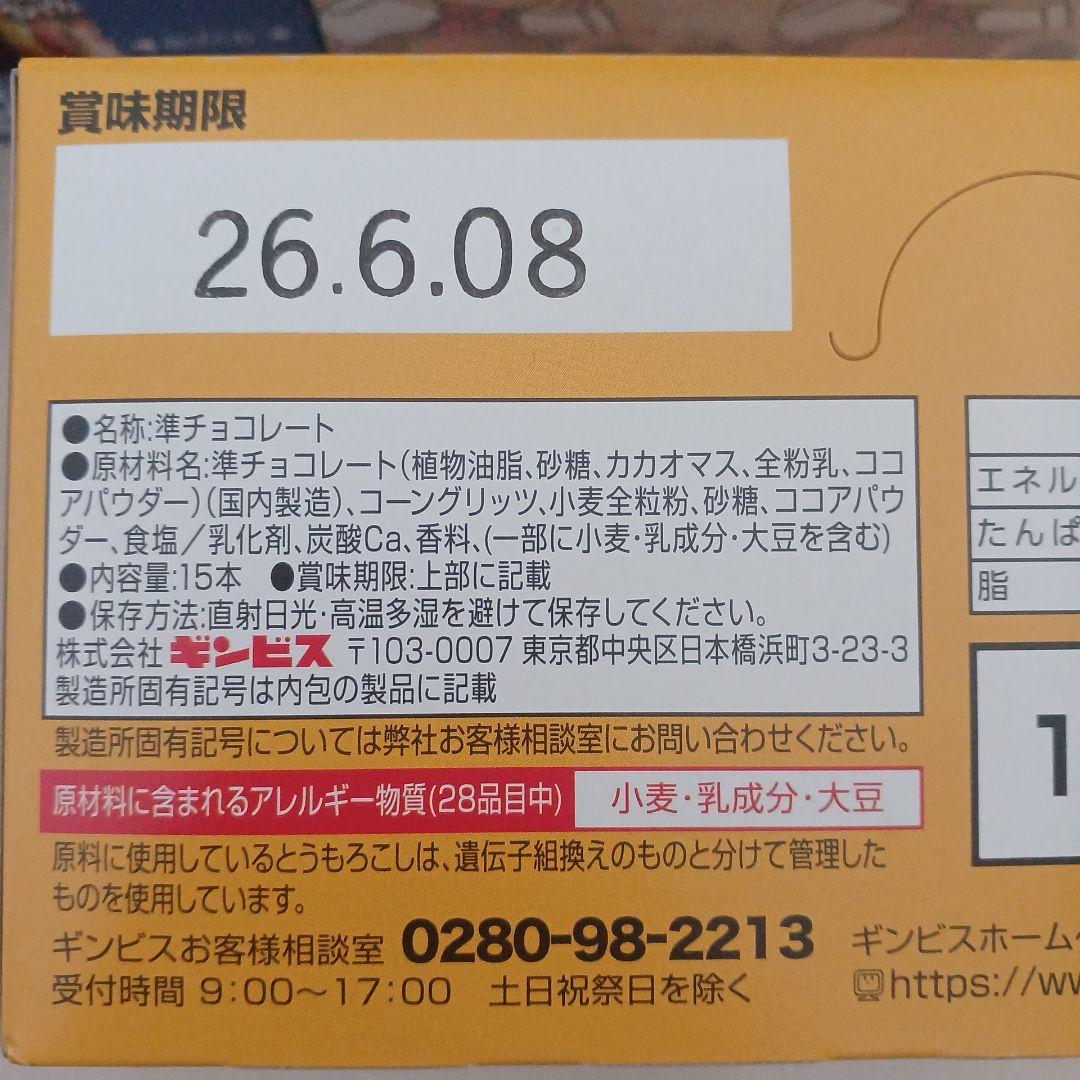 賞味期限
26.6.08
●名称:準チョコレート
●原材料名:準チョコレート(植物油脂、砂糖、カカオマス、全粉乳、ココ
アパウダー)(国内製造)、コーングリッツ、小麦全粒粉、砂糖、ココアパウ
ダー、食塩/乳化剤、炭酸Ca、香料、(一部に小麦・乳成分・大豆を含む)
●内容量:15本 ●賞味期限:上部に記載
●保存方法:直射日光・高温多湿を避けて保存してください。
株式会社 ギンビス 〒103-0007 東京都中央区日本橋浜町3-23-3
製造所固有記号は内包の製品に記載
製造所固有記号については弊社お客様相談室にお問い合わせください。
原材料に含まれるアレルギー物質(28品目中) 小麦・乳成分・大豆
原料に使用しているとうもろこしは、遺伝子組換えのものと分けて管理した
ものを使用しています。
ギンビスお客様相談室 0280-98-2213
受付時間 9:00〜17:00 土日祝祭日を除く
エネル
たんぱ
脂
1
ギンビスホーム
https://w